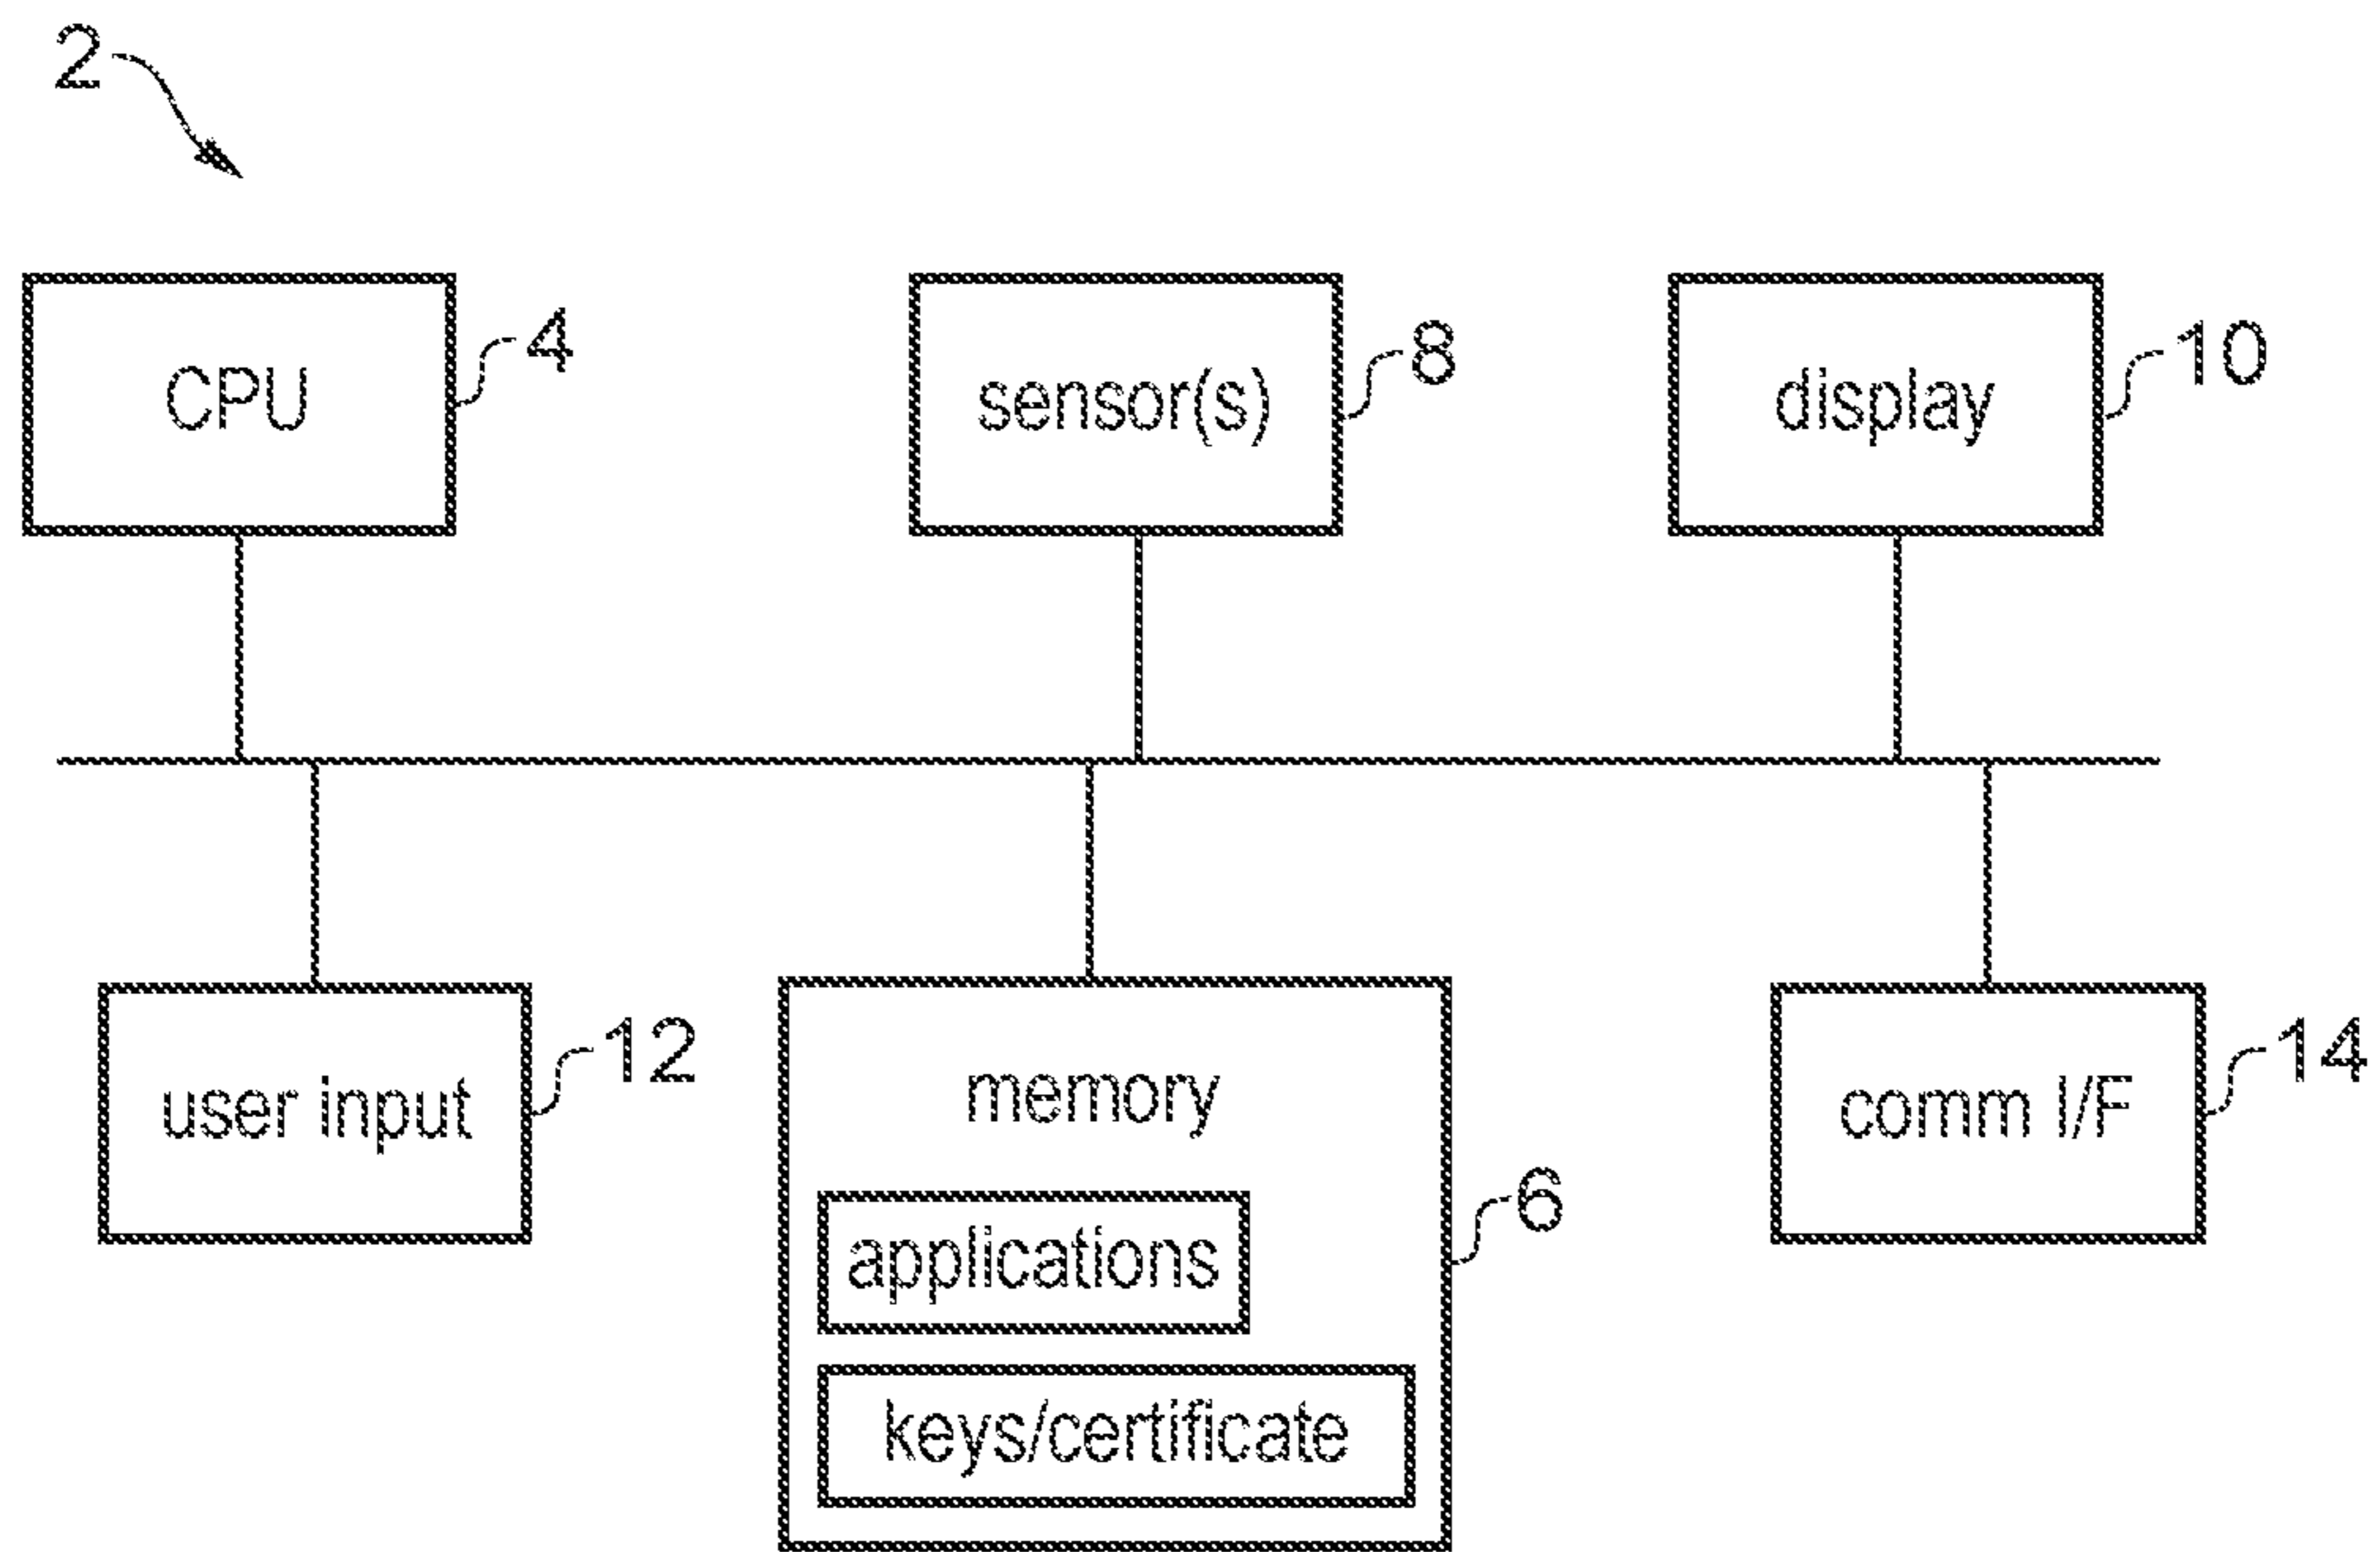 2
CPU
4
sensor(s)
8
display
10
user input
12
memory
applications
keys/certificate
6
comm I/F
14